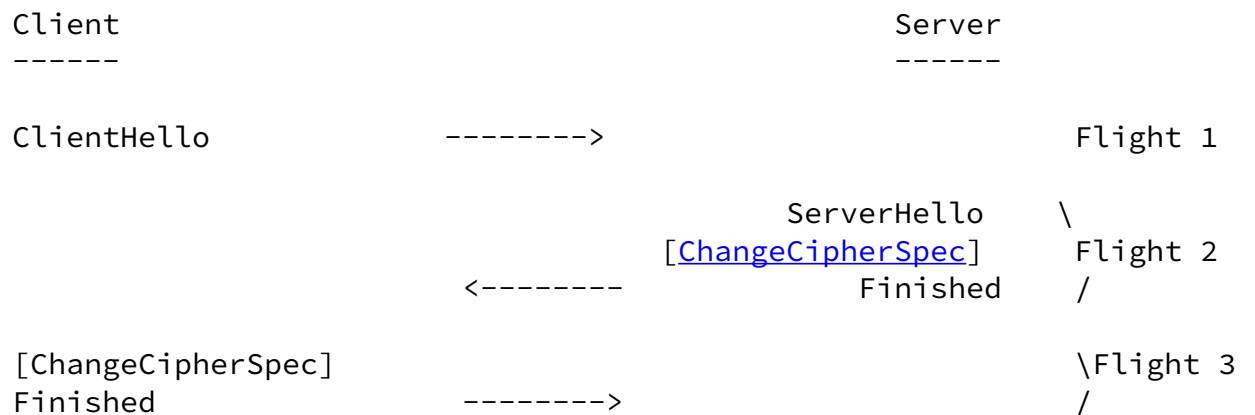 Client                                            Server
------                                            ------
ClientHello             -------->                           Flight 1
ServerHello    \
[ChangeCipherSpec]     Flight 2
<--------             Finished    /
[ChangeCipherSpec]                                          \Flight 3
Finished                 -------->                          /